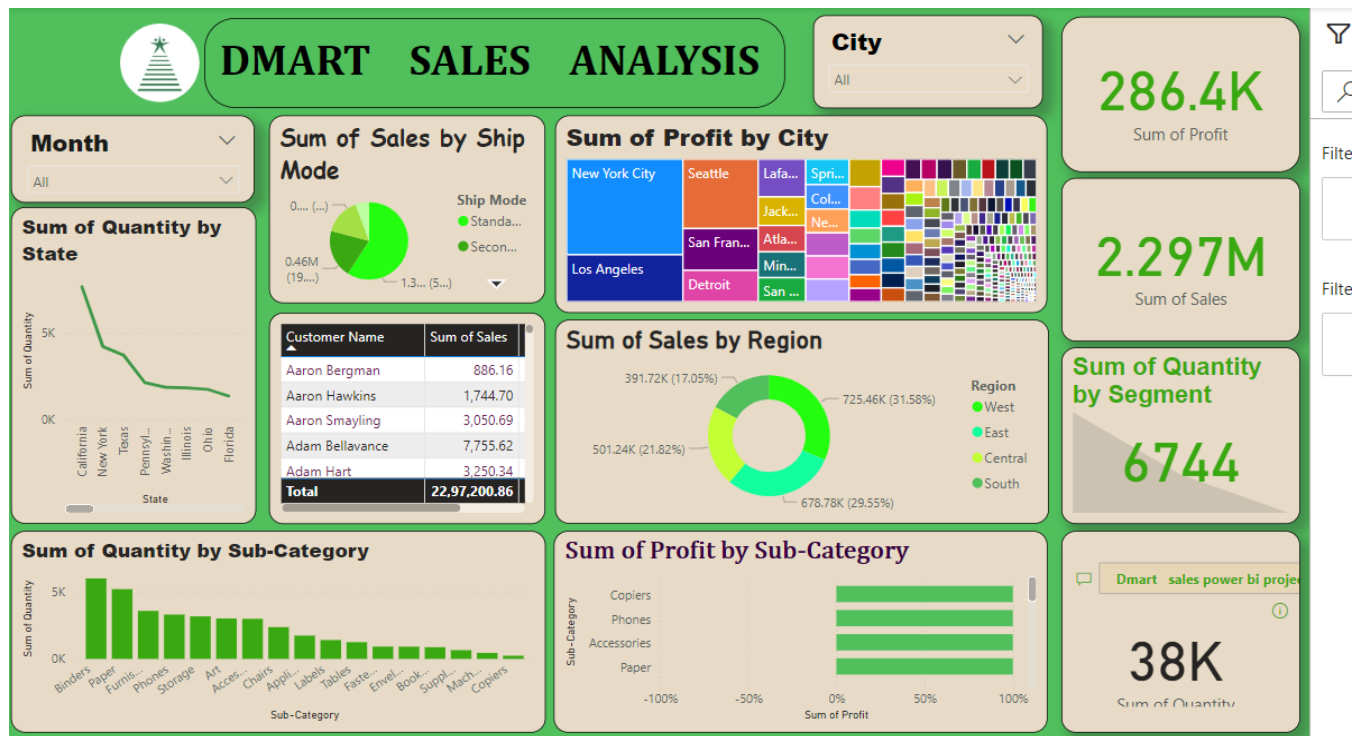 DMART SALES ANALYSIS
City
All
286.4K
Sum of Profit
Filte
Month
All
Sum of Sales by Ship
Mode
Ship Mode
Standa...
Secon...
0.... (...)
0.46M
(19....)
1.3... (5...)
Sum of Profit by City
New York City
Los Angeles
Seattle
San Fran...
Detroit
Lafa...
Jack...
Atla...
Min...
San ...
Spri...
Col...
Ne...
2.297M
Sum of Sales
Filte
Sum of Quantity by
State
Sum of Quantity
5K
0K
California
New York
Texas
Pennsyl...
Washin...
Illinois
Ohio
Florida
State
Customer Name Sum of Sales
Aaron Bergman 886.16
Aaron Hawkins 1,744.70
Aaron Smayling 3,050.69
Adam Bellavance 7,755.62
Adam Hart 3,250.34
Total 22,97,200.86
Sum of Sales by Region
391.72K (17.05%)
725.46K (31.58%)
501.24K (21.82%)
678.78K (29.55%)
Region
West
East
Central
South
Sum of Quantity
by Segment
6744
Sum of Quantity by Sub-Category
Sum of Quantity
5K
0K
Binders
Paper
Furnis...
Phones
Storage
Art
Acces...
Chairs
Appli...
Labels
Tables
Faste...
Envel...
Book...
Suppl...
Mach...
Copiers
Sub-Category
Sum of Profit by Sub-Category
Sub-Category
Copiers
Phones
Accessories
Paper
-100% -50% 0% 50% 100%
Sum of Profit
Dmart sales power bi projec
38K
Sum of Quantity